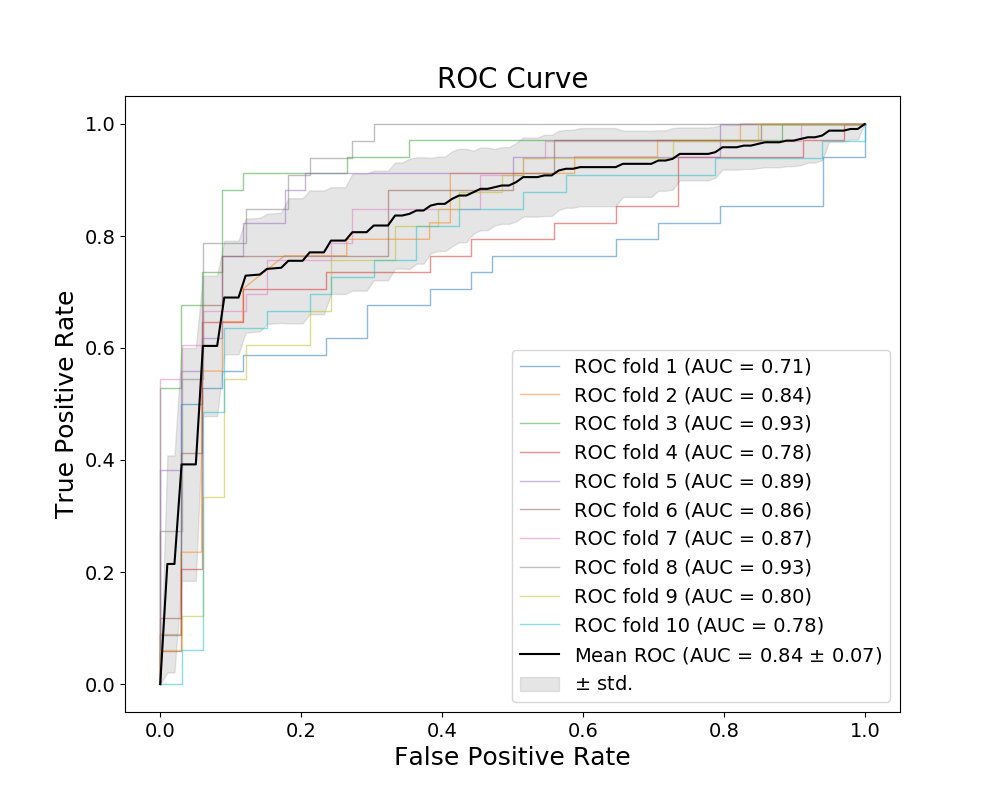 ROC Curve
1.0
0.8
0.6
0.4
0.2
0.0
True Positive Rate
ROC fold 1 (AUC = 0.71)
ROC fold 2 (AUC = 0.84)
ROC fold 3 (AUC = 0.93)
ROC fold 4 (AUC = 0.78)
ROC fold 5 (AUC = 0.89)
ROC fold 6 (AUC = 0.86)
ROC fold 7 (AUC = 0.87)
ROC fold 8 (AUC = 0.93)
ROC fold 9 (AUC = 0.80)
ROC fold 10 (AUC = 0.78)
Mean ROC (AUC = 0.84 ± 0.07)
± std.
0.0 0.2 0.4 0.6 0.8 1.0
False Positive Rate